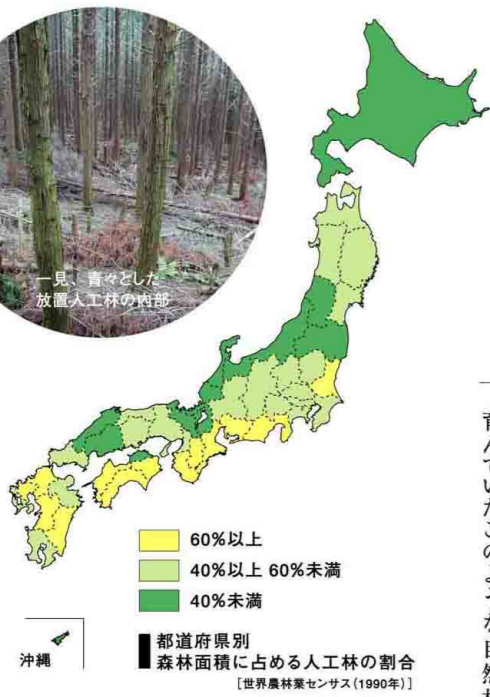 一見、青々とした
放置人工林の内部
60%以上
40%以上 60%未満
40%未満
沖縄
都道府県別
森林面積に占める人工林の割合
[世界農林業センサス(1990年)]